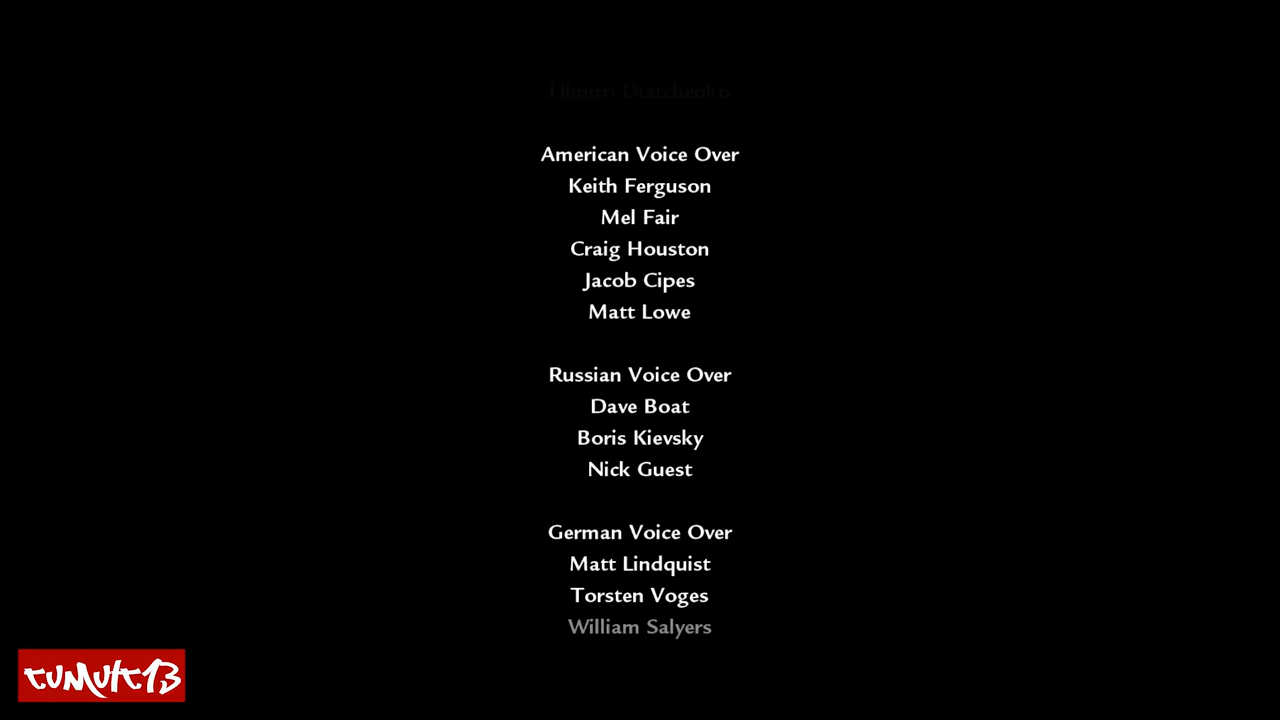 American Voice Over
Keith Ferguson
Mel Fair
Craig Houston
Jacob Cipes
Matt Lowe
Russian Voice Over
Dave Boat
Boris Kievsky
Nick Guest
German Voice Over
Matt Lindquist
Torsten Voges
William Salyers
tumult13